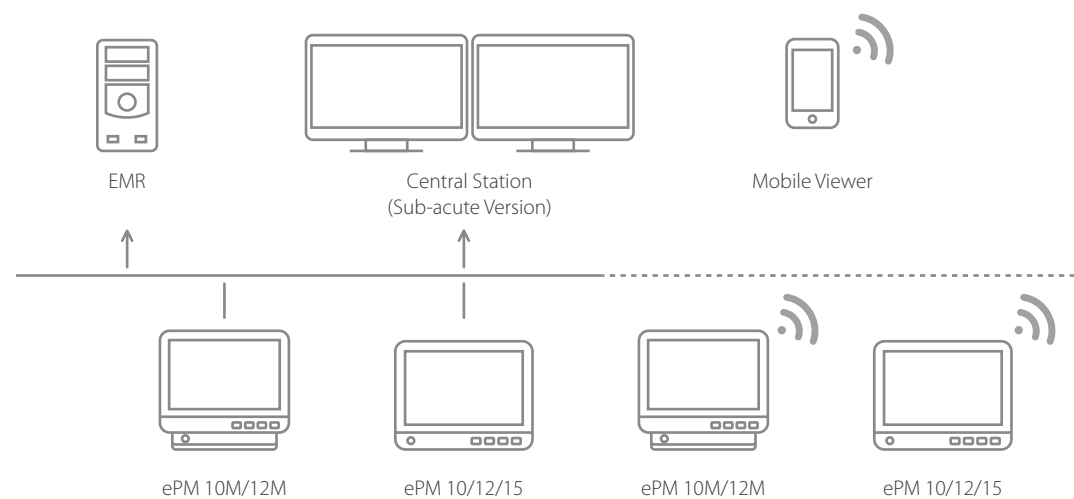 EMR
Central Station
(Sub-acute Version)
Mobile Viewer
ePM 10M/12M
ePM 10/12/15
ePM 10M/12M
ePM 10/12/15